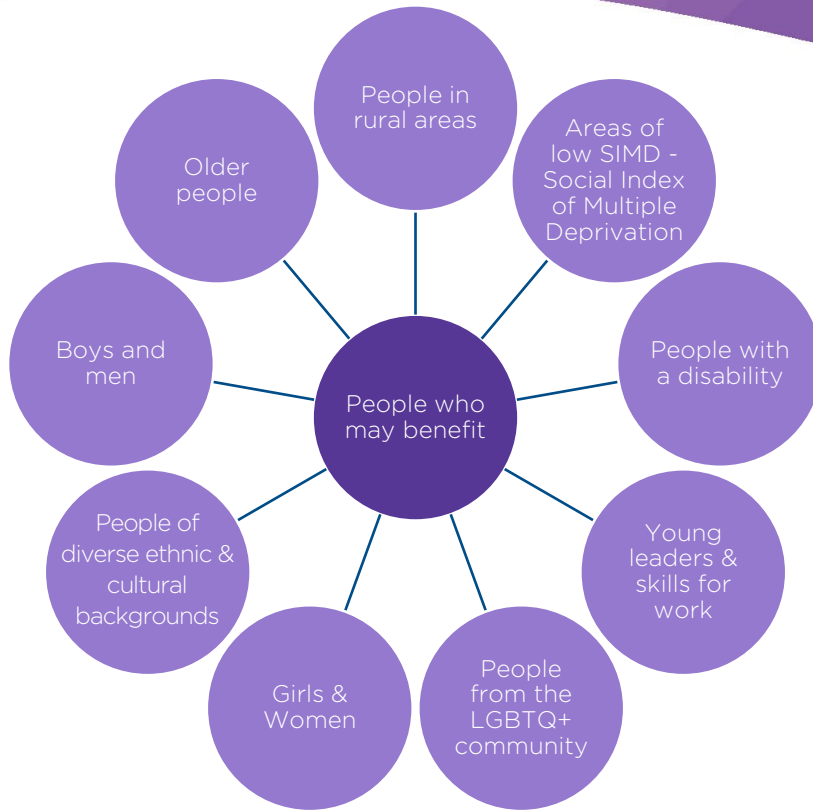 People in
rural areas
Areas of
low SIMD -
Social Index
of Multiple
Deprivation
People with
a disability
Young
leaders &
skills for
work
People
from the
LGBTQ+
community
Girls &
Women
People of
diverse ethnic &
cultural
backgrounds
Boys and
men
Older
people
People who
may benefit